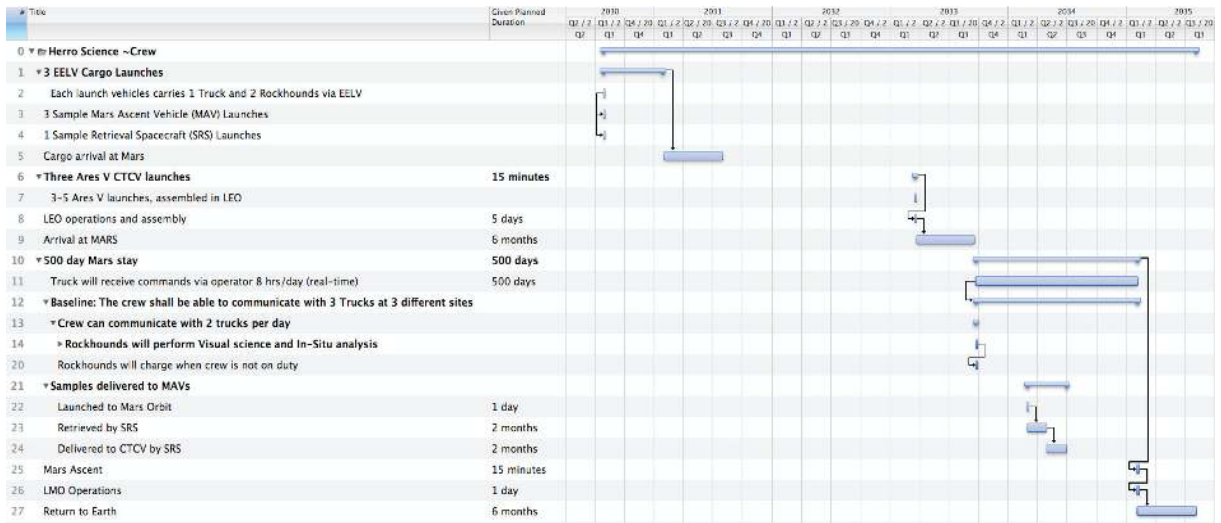 # Title
Given Planned
Duration
0 Herro Science ~Crew
1 3 EELV Cargo Launches
2 Each launch vehicles carries 1 Truck and 2 Rockhounds via EELV
3 3 Sample Mars Ascent Vehicle (MAV) Launches
4 1 Sample Retrieval Spacecraft (SRS) Launches
5 Cargo arrival at Mars
6 Three Ares V CTCV launches 15 minutes
7 3-5 Ares V launches, assembled in LEO
8 LEO operations and assembly 5 days
9 Arrival at MARS 6 months
10 500 day Mars stay 500 days
11 Truck will receive commands via operator 8 hrs/day (real-time) 500 days
12 Baseline: The crew shall be able to communicate with 3 Trucks at 3 different sites
13 Crew can communicate with 2 trucks per day
14 Rockhounds will perform Visual science and In-Situ analysis
20 Rockhounds will charge when crew is not on duty
21 Samples delivered to MAVs
22 Launched to Mars Orbit 1 day
23 Retrieved by SRS 2 months
24 Delivered to CTCV by SRS 2 months
25 Mars Ascent 15 minutes
26 LMO Operations 1 day
27 Return to Earth 6 months